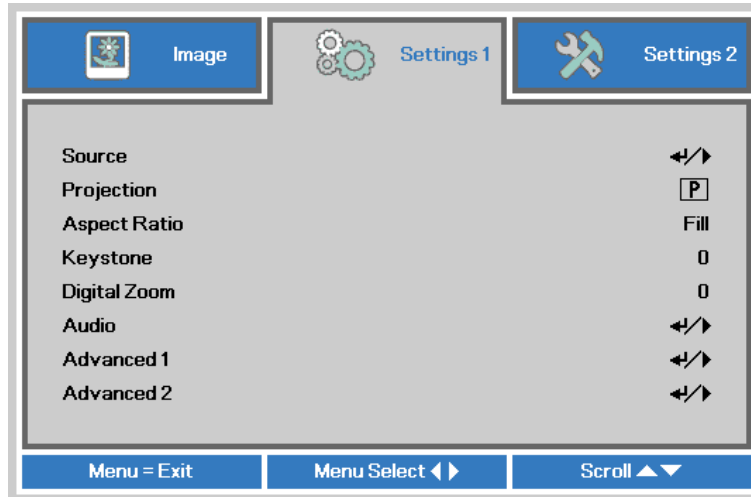 Image
Settings 1
Settings 2
Source ↵/▶
Projection P
Aspect Ratio Fill
Keystone 0
Digital Zoom 0
Audio ↵/▶
Advanced 1 ↵/▶
Advanced 2 ↵/▶
Menu = Exit
Menu Select ◀▶
Scroll ▲▼